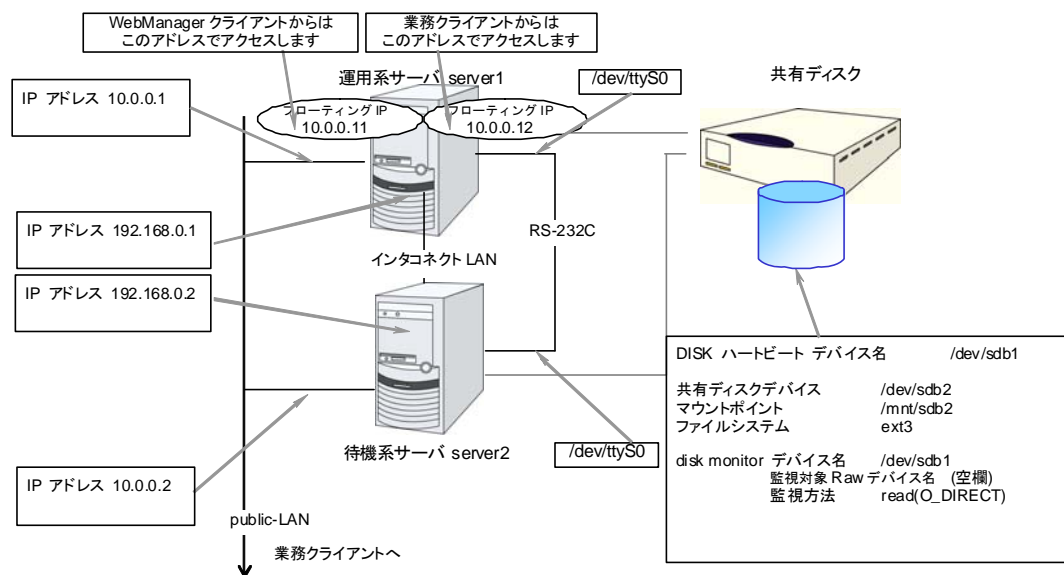 WebManager クライアントからは
このアドレスでアクセスします
業務クライアントからは
このアドレスでアクセスします
運用系サーバ server1
/dev/ttyS0
共有ディスク
IP アドレス 10.0.0.1
フローティング IP
10.0.0.11
フローティング IP
10.0.0.12
IP アドレス 192.168.0.1
RS-232C
インタコネクト LAN
IP アドレス 192.168.0.2
DISK ハートビート デバイス名 /dev/sdb1
共有ディスクデバイス /dev/sdb2
マウントポイント /mnt/sdb2
ファイルシステム ext3
disk monitor デバイス名 /dev/sdb1
監視対象 Raw デバイス名 (空欄)
監視方法 read(O_DIRECT)
待機系サーバ server2
/dev/ttyS0
IP アドレス 10.0.0.2
public-LAN
業務クライアントへ